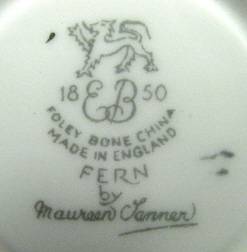 18 EB 50
FOLEY BONE CHINA
MADE IN ENGLAND
FERN
by
Maureen Tanner